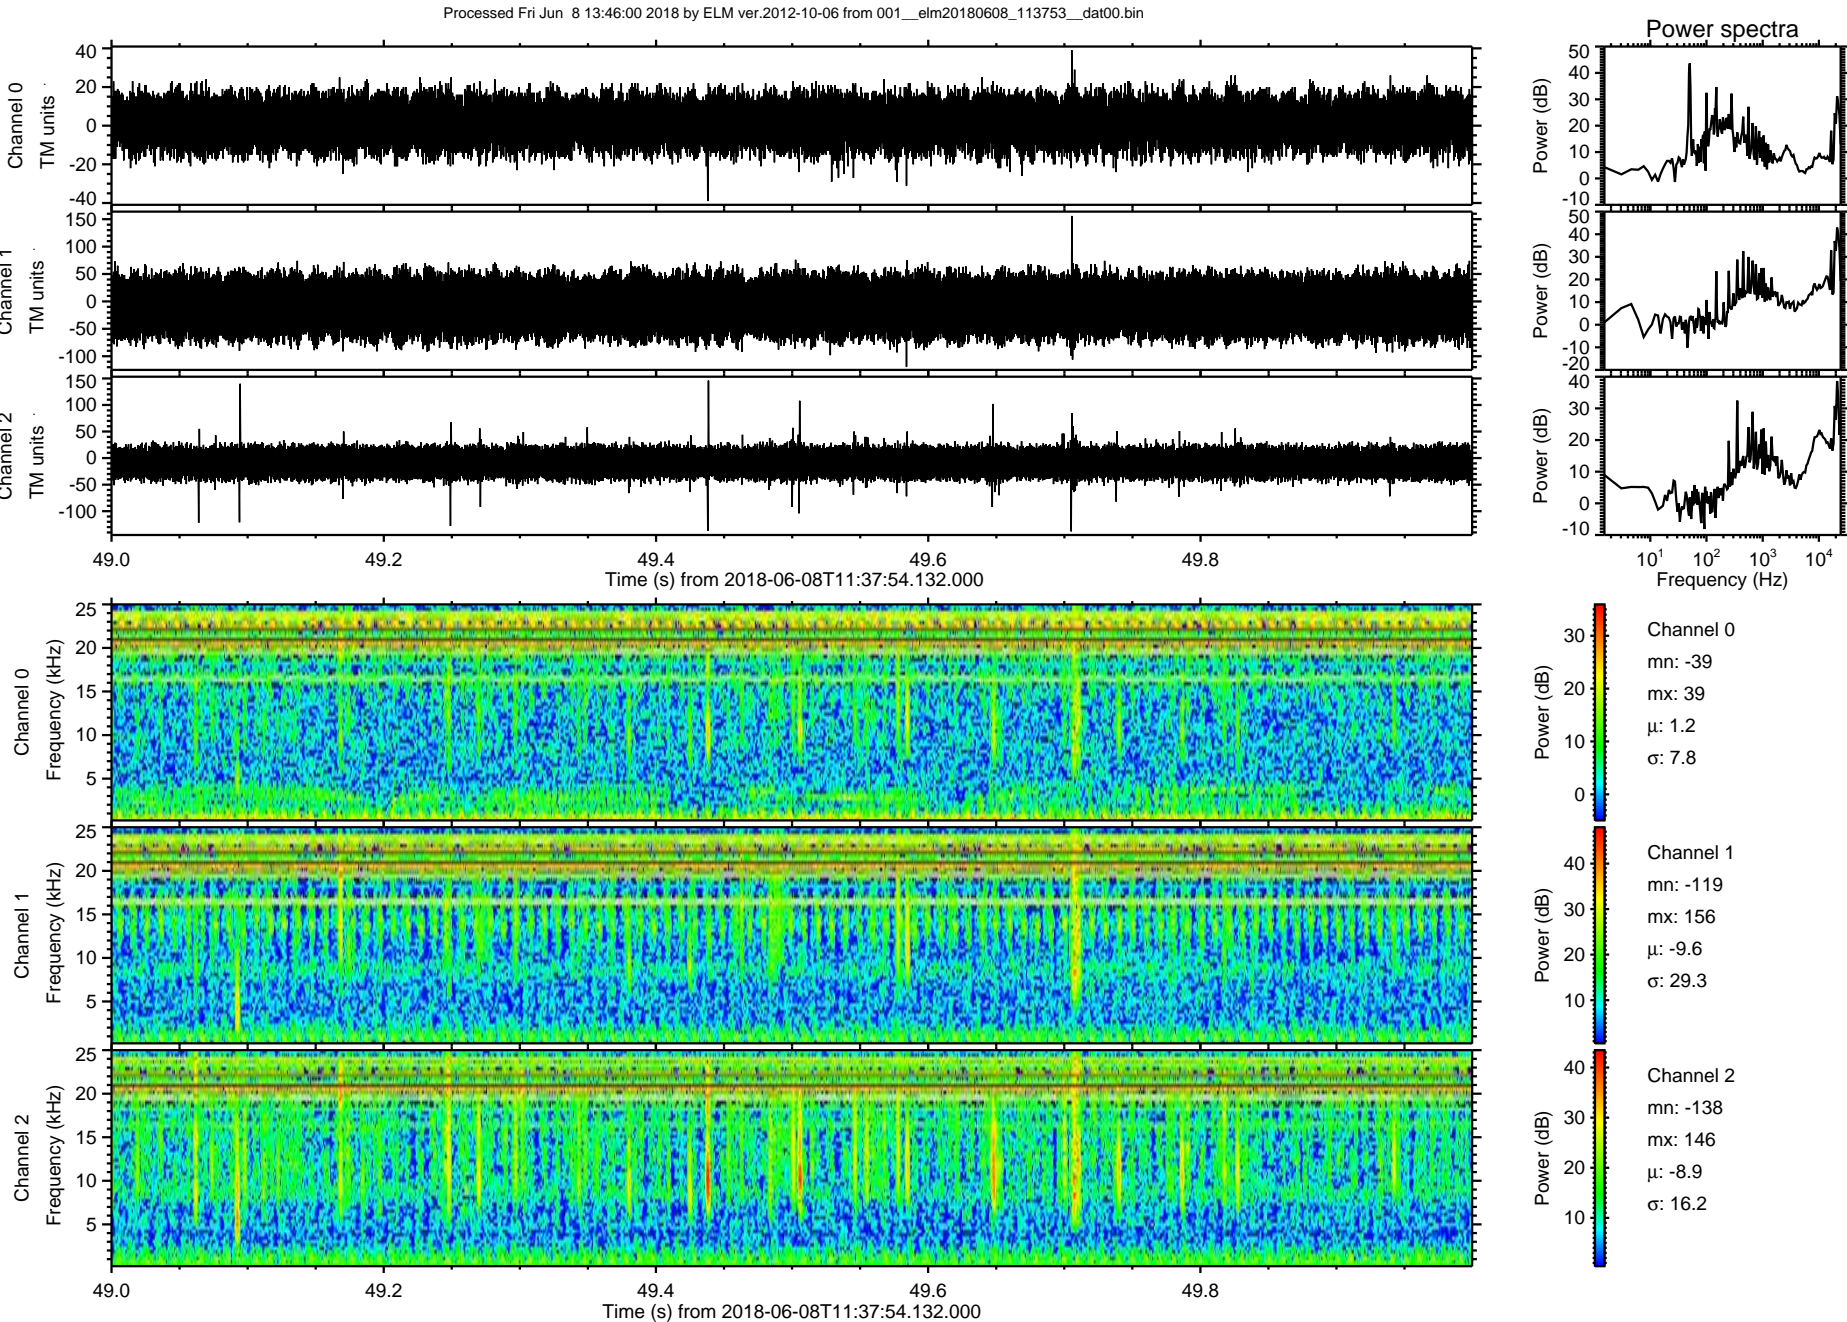 Processed Fri Jun  8 13:46:00 2018 by ELM ver.2012-10-06 from 001__elm20180608_113753__dat00.bin
Power spectra
Channel 0
TM units
40
20
0
-20
-40
Power (dB)
50
40
30
20
10
0
-10
Channel 1
TM units
150
100
50
0
-50
-100
Power (dB)
50
40
30
20
10
0
-10
-20
Channel 2
TM units
150
100
50
0
-50
-100
Power (dB)
40
30
20
10
0
-10
49.0 49.2 49.4 49.6 49.8
Time (s) from 2018-06-08T11:37:54.132.000
10^1 10^2 10^3 10^4
Frequency (Hz)
Channel 0
Frequency (kHz)
25
20
15
10
5
Power (dB)
30
20
10
0
Channel 0
mn: -39
mx: 39
μ: 1.2
σ: 7.8
Channel 1
Frequency (kHz)
25
20
15
10
5
Power (dB)
40
30
20
10
Channel 1
mn: -119
mx: 156
μ: -9.6
σ: 29.3
Channel 2
Frequency (kHz)
25
20
15
10
5
Power (dB)
40
30
20
10
Channel 2
mn: -138
mx: 146
μ: -8.9
σ: 16.2
49.0 49.2 49.4 49.6 49.8
Time (s) from 2018-06-08T11:37:54.132.000